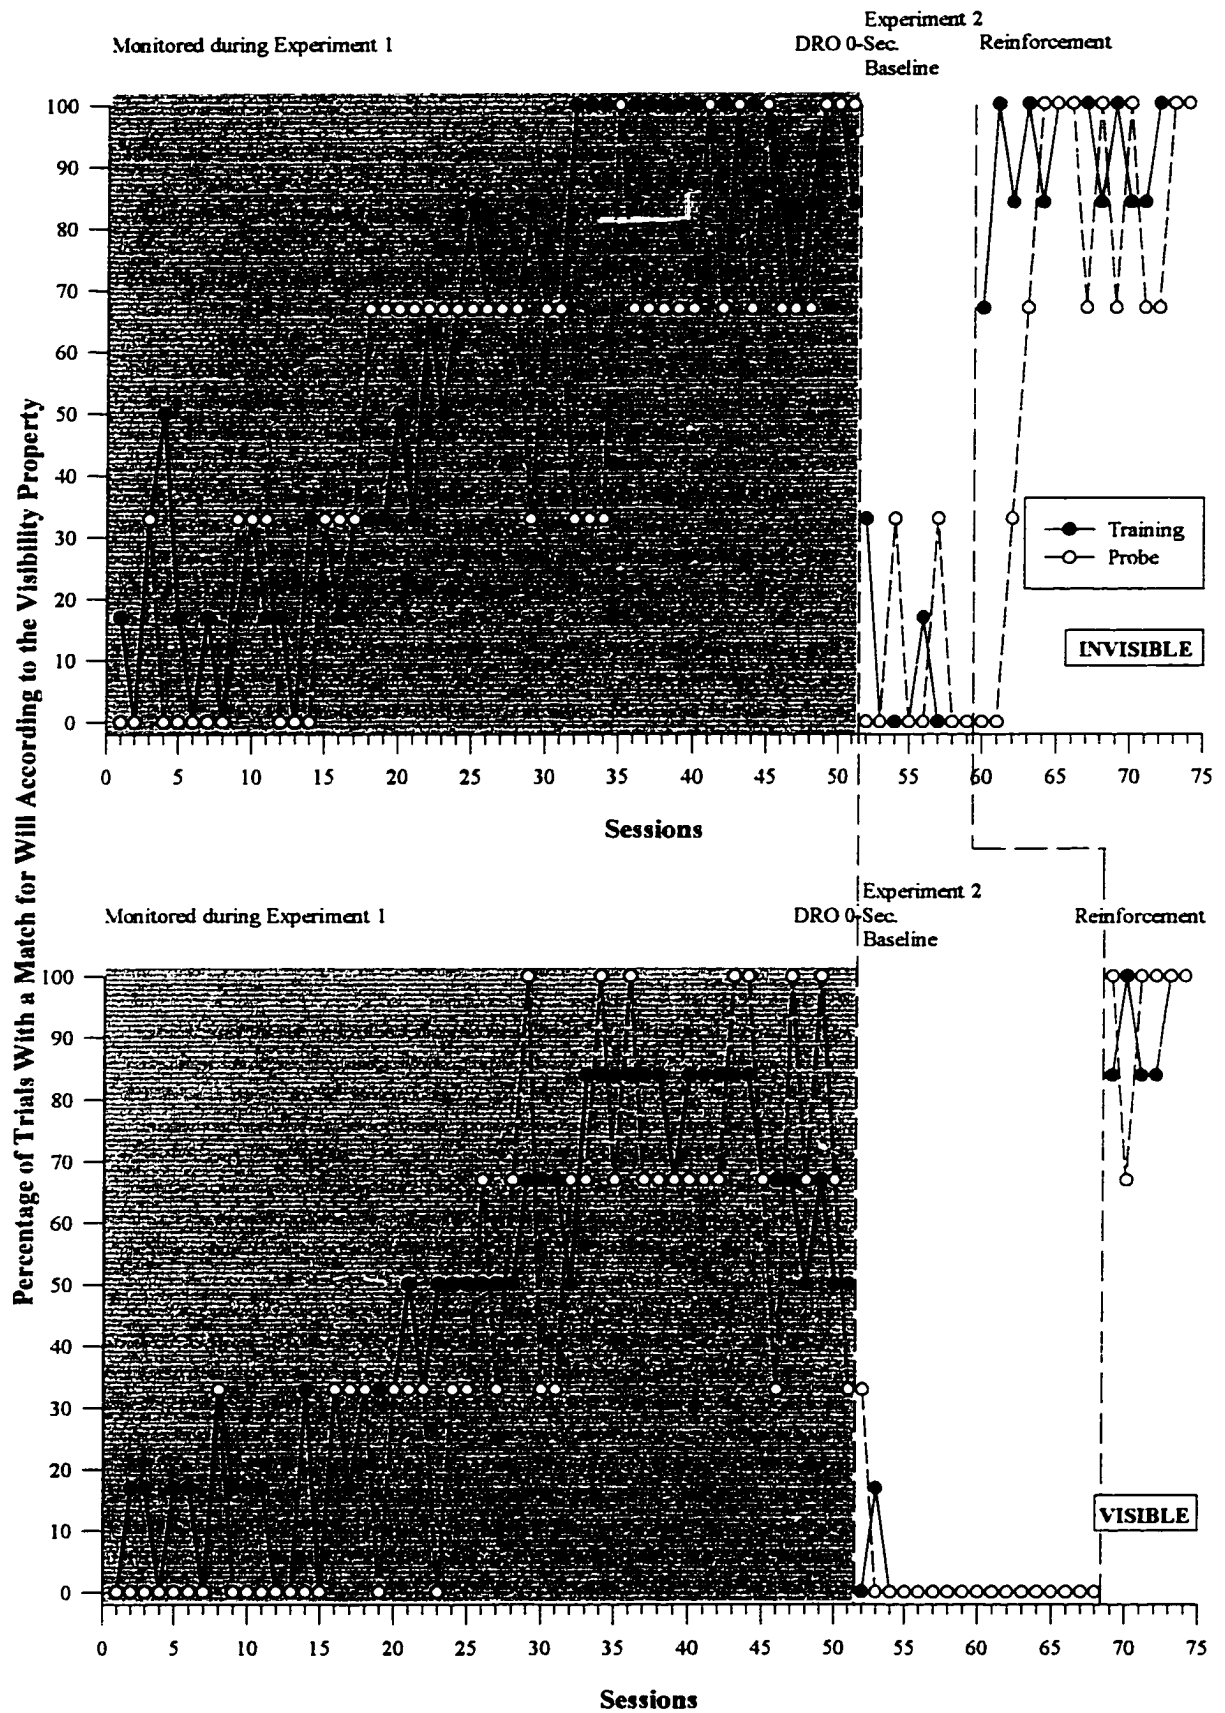 Experiment 2
Monitored during Experiment 1
DRO 0-Sec.
Reinforcement
Baseline
100
90
80
70
60
50
40
30
20
10
0
0 5 10 15 20 25 30 35 40 45 50 55 60 65 70 75
Training
Probe
INVISIBLE
Sessions
Percentage of Trials With a Match for Will According to the Visibility Property
Experiment 2
Monitored during Experiment 1
DRO 0-Sec.
Reinforcement
Baseline
100
90
80
70
60
50
40
30
20
10
0
0 5 10 15 20 25 30 35 40 45 50 55 60 65 70 75
VISIBLE
Sessions